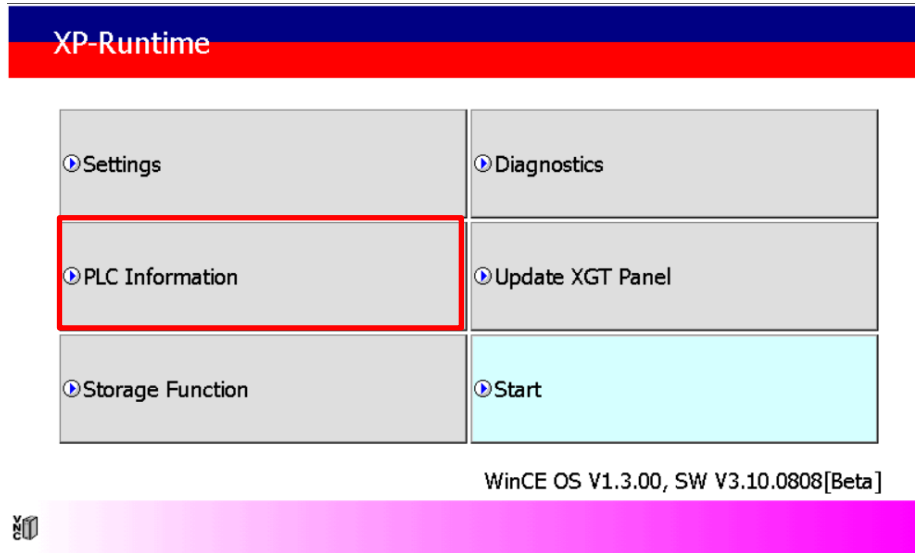 XP-Runtime
Settings
Diagnostics
PLC Information
Update XGT Panel
Storage Function
Start
WinCE OS V1.3.00, SW V3.10.0808[Beta]
VNC